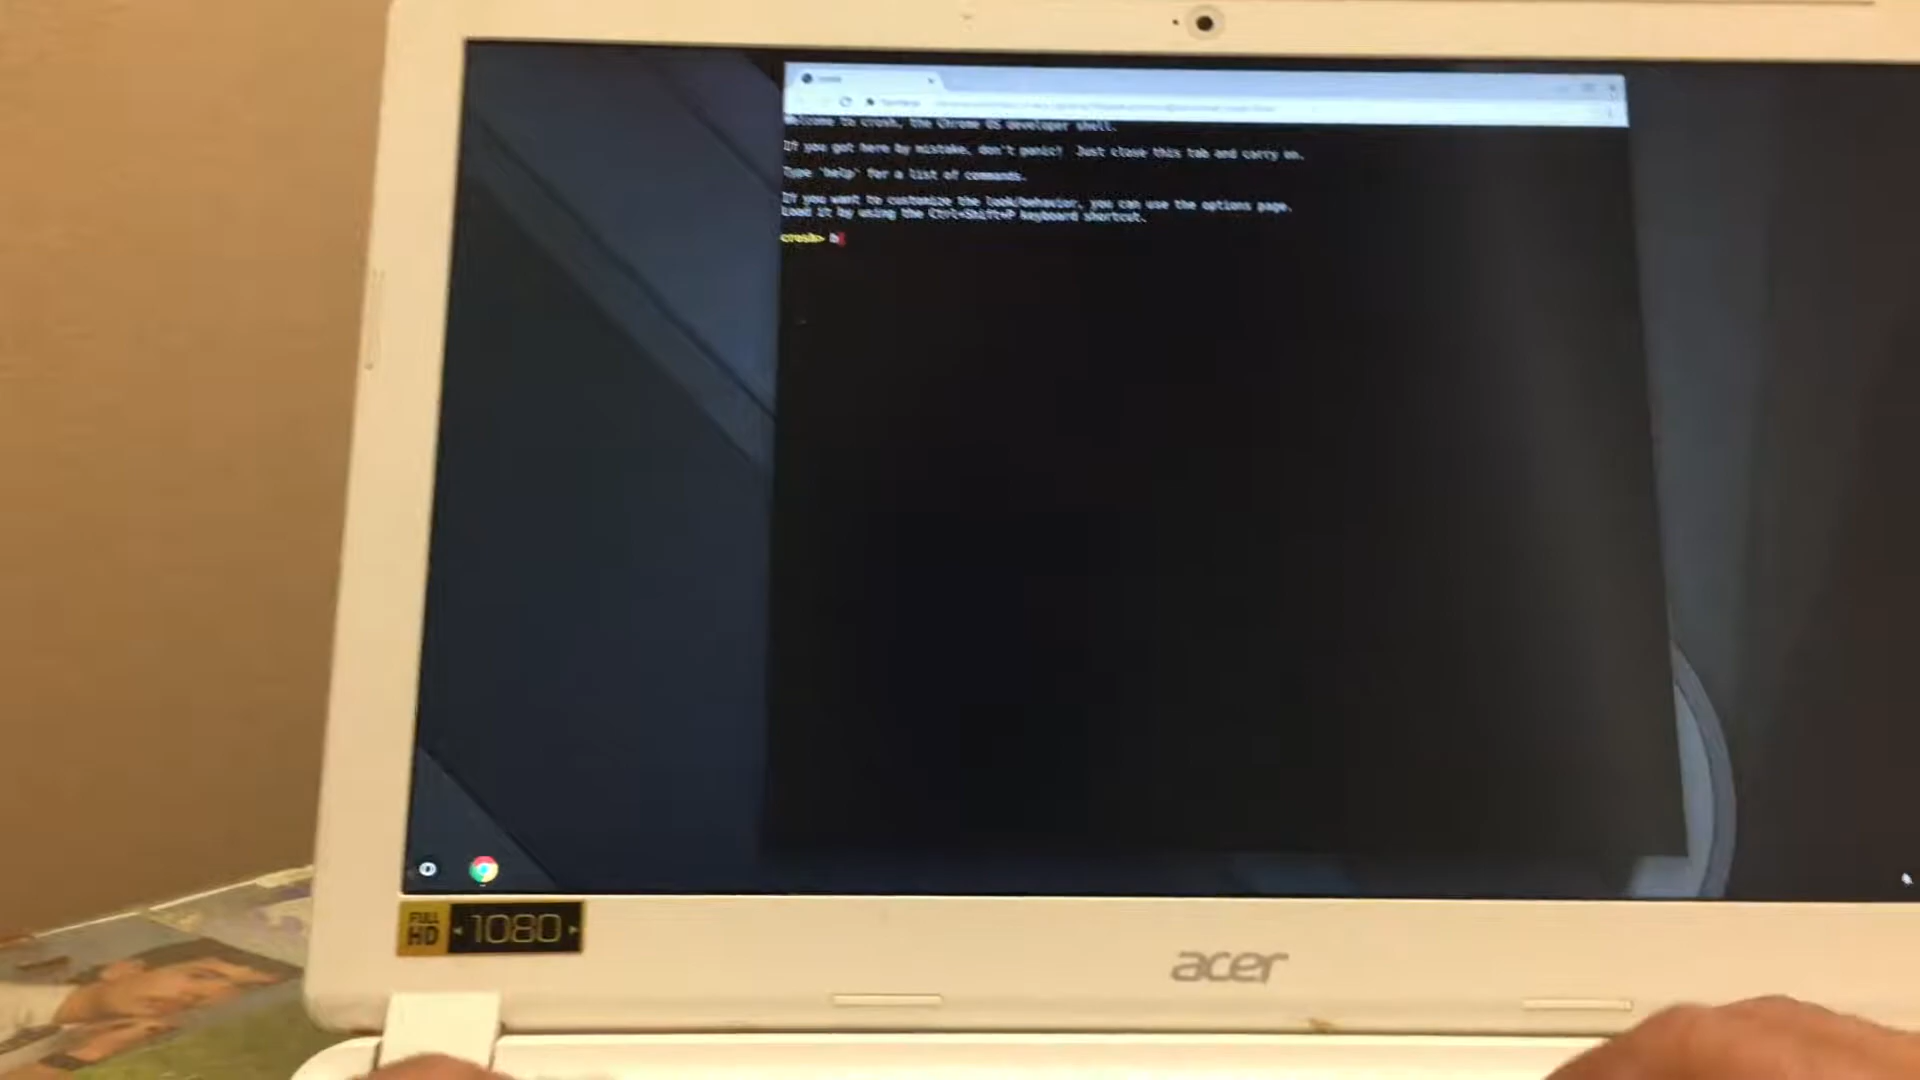 Welcome to crosh, the Chrome OS developer shell.
If you got here by mistake, don't panic!  Just close this tab and carry on.
Type 'help' for a list of commands.
If you want to customize the look/behavior, you can use the options page.
Load it by using the Ctrl+Shift+P keyboard shortcut.
crosh> b
FULL HD 1080
acer